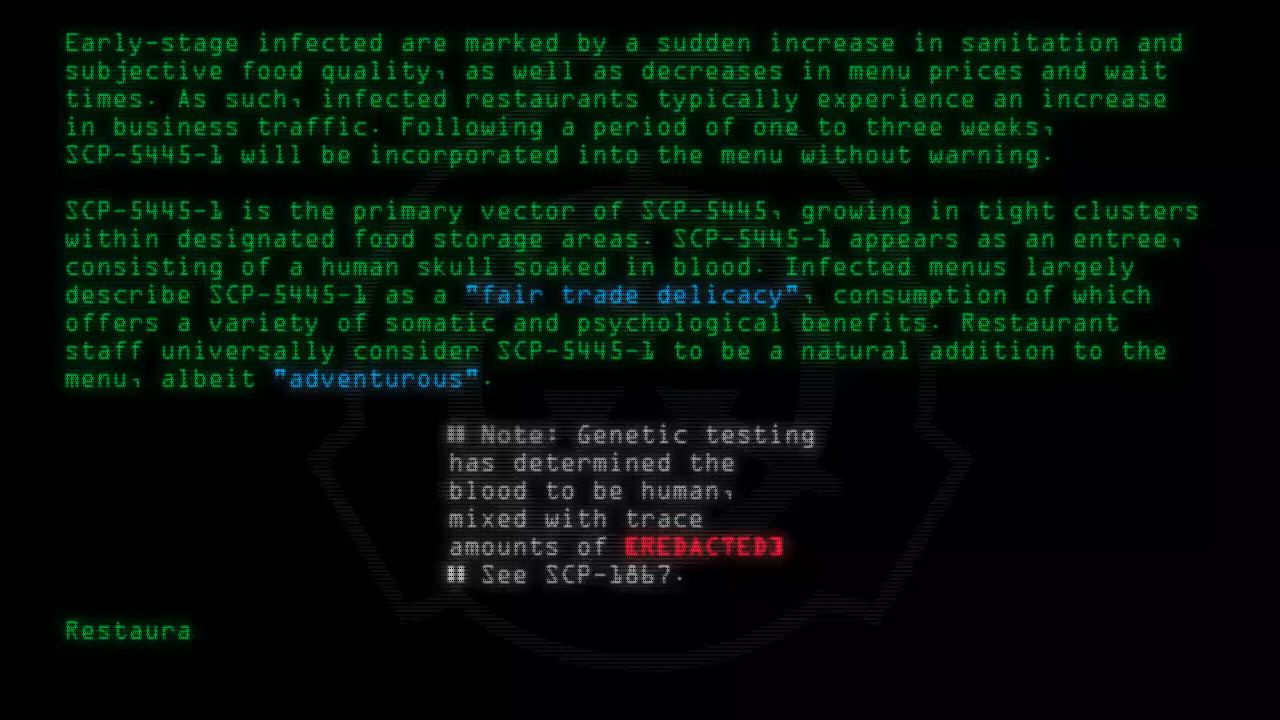 Early-stage infected are marked by a sudden increase in sanitation and
subjective food quality, as well as decreases in menu prices and wait
times. As such, infected restaurants typically experience an increase
in business traffic. Following a period of one to three weeks,
SCP-5445-1 will be incorporated into the menu without warning.
SCP-5445-1 is the primary vector of SCP-5445, growing in tight clusters
within designated food storage areas. SCP-5445-1 appears as an entree,
consisting of a human skull soaked in blood. Infected menus largely
describe SCP-5445-1 as a "fair trade delicacy", consumption of which
offers a variety of somatic and psychological benefits. Restaurant
staff universally consider SCP-5445-1 to be a natural addition to the
menu, albeit "adventurous".
## Note: Genetic testing
has determined the
blood to be human,
mixed with trace
amounts of [REDACTED]
## See SCP-1867.
Restaura